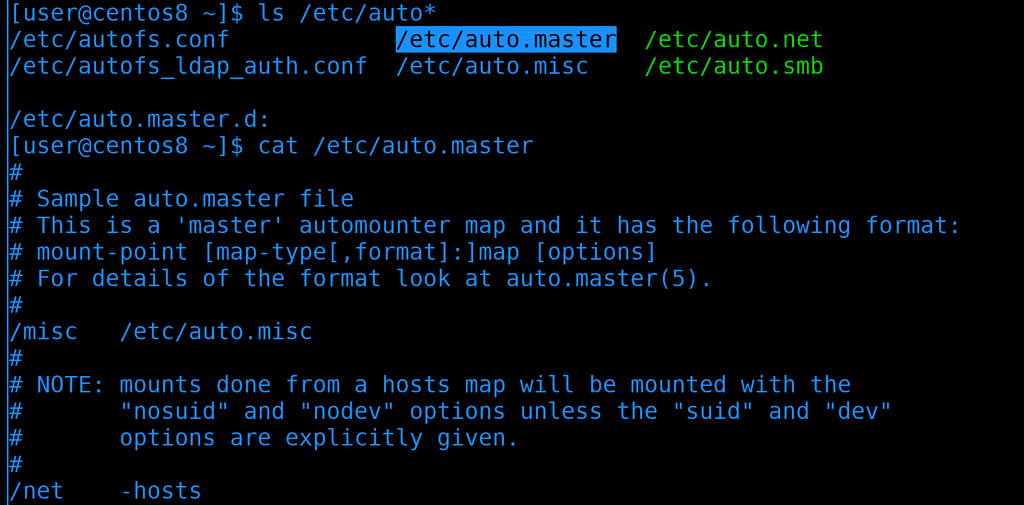 [user@centos8 ~]$ ls /etc/auto*
/etc/autofs.conf /etc/auto.master /etc/auto.net
/etc/autofs_ldap_auth.conf /etc/auto.misc /etc/auto.smb
/etc/auto.master.d:
[user@centos8 ~]$ cat /etc/auto.master
#
# Sample auto.master file
# This is a 'master' automounter map and it has the following format:
# mount-point [map-type[,format]:]map [options]
# For details of the format look at auto.master(5).
#
/misc /etc/auto.misc
#
# NOTE: mounts done from a hosts map will be mounted with the
# "nosuid" and "nodev" options unless the "suid" and "dev"
# options are explicitly given.
#
/net -hosts